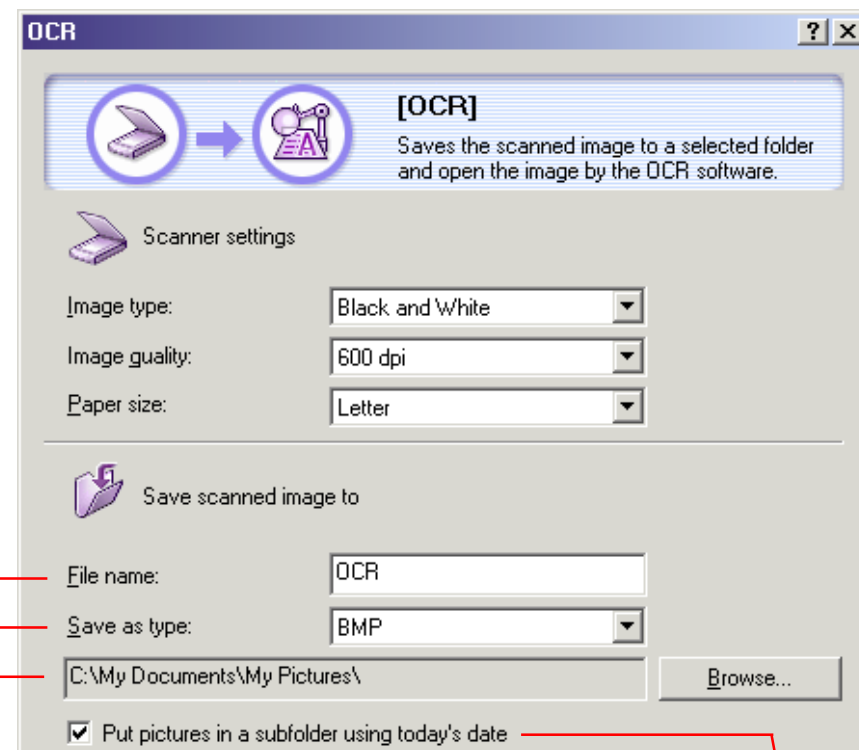 OCR
[OCR]
Saves the scanned image to a selected folder
and open the image by the OCR software.
Scanner settings
Image type: Black and White
Image guality: 600 dpi
Paper size: Letter
Save scanned image to
File name: OCR
Save as type: BMP
C:\My Documents\My Pictures\ Browse...
Put pictures in a subfolder using today's date